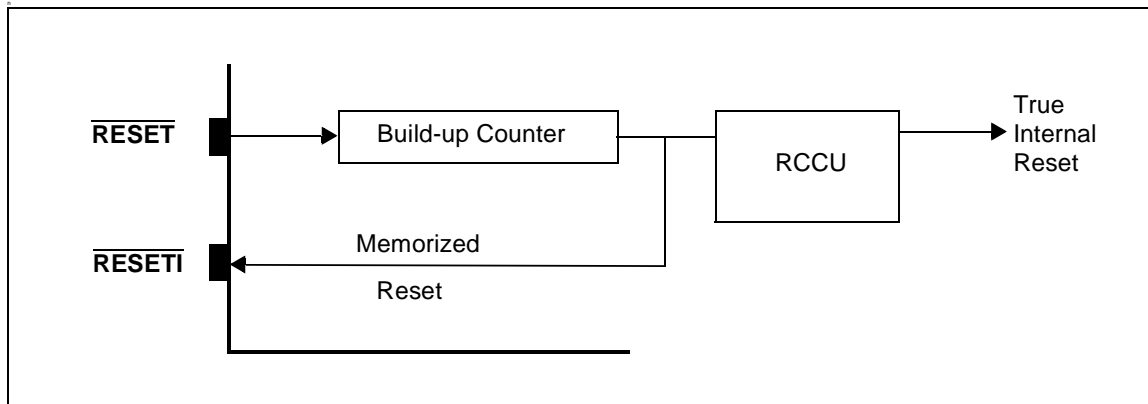 RESET
Build-up Counter
RCCU
True
Internal
Reset
RESETI
Memorized
Reset